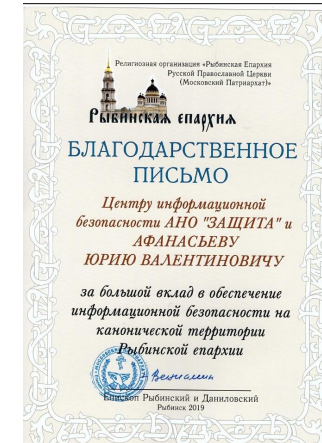 Религиозная организация «Рыбинская Епархия
Русской Православной Церкви
(Московский Патриархат)»
Рыбинская епархия
БЛАГОДАРСТВЕННОЕ
ПИСЬМО
Центру информационной
безопасности АНО "ЗАЩИТА" и
АФАНАСЬЕВУ
ЮРИЮ ВАЛЕНТИНОВИЧУ
за большой вклад в обеспечение
информационной безопасности на
канонической территории
Рыбинской епархии
Вениамин
Епископ Рыбинский и Даниловский
Рыбинск 2019